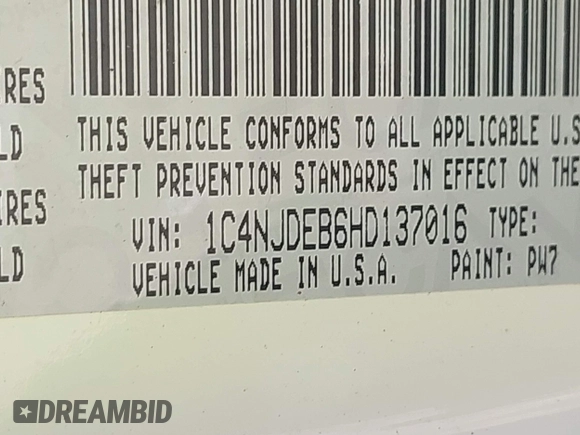 IRES
LD
THIS VEHICLE CONFORMS TO ALL APPLICABLE U.S
THEFT PREVENTION STANDARDS IN EFFECT ON THE
IRES
VIN: 1C4NJDEB6HD137016 TYPE:
LD
VEHICLE MADE IN U.S.A. PAINT: PW7
DREAMBID